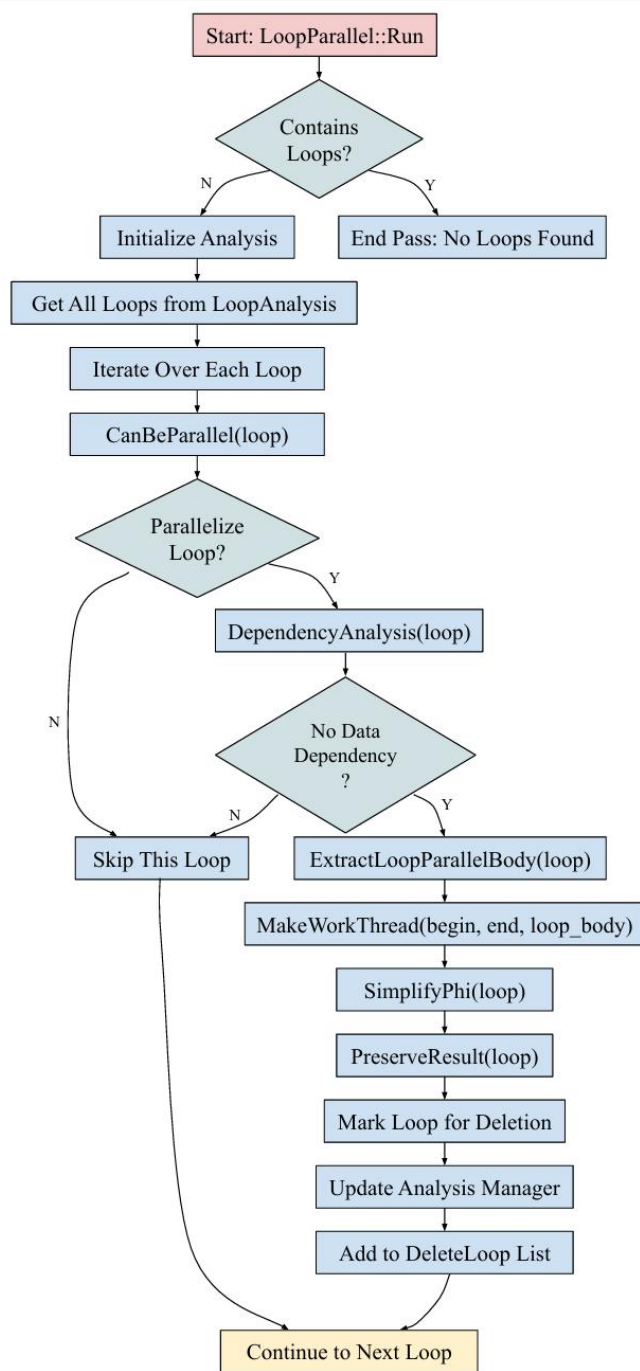 Start: LoopParallel::Run
Contains
Loops?
N
Y
Initialize Analysis
End Pass: No Loops Found
Get All Loops from LoopAnalysis
Iterate Over Each Loop
CanBeParallel(loop)
Parallelize
Loop?
Y
DependencyAnalysis(loop)
N
No Data
Dependency
?
N
Y
Skip This Loop
ExtractLoopParallelBody(loop)
MakeWorkThread(begin, end, loop_body)
SimplifyPhi(loop)
PreserveResult(loop)
Mark Loop for Deletion
Update Analysis Manager
Add to DeleteLoop List
Continue to Next Loop